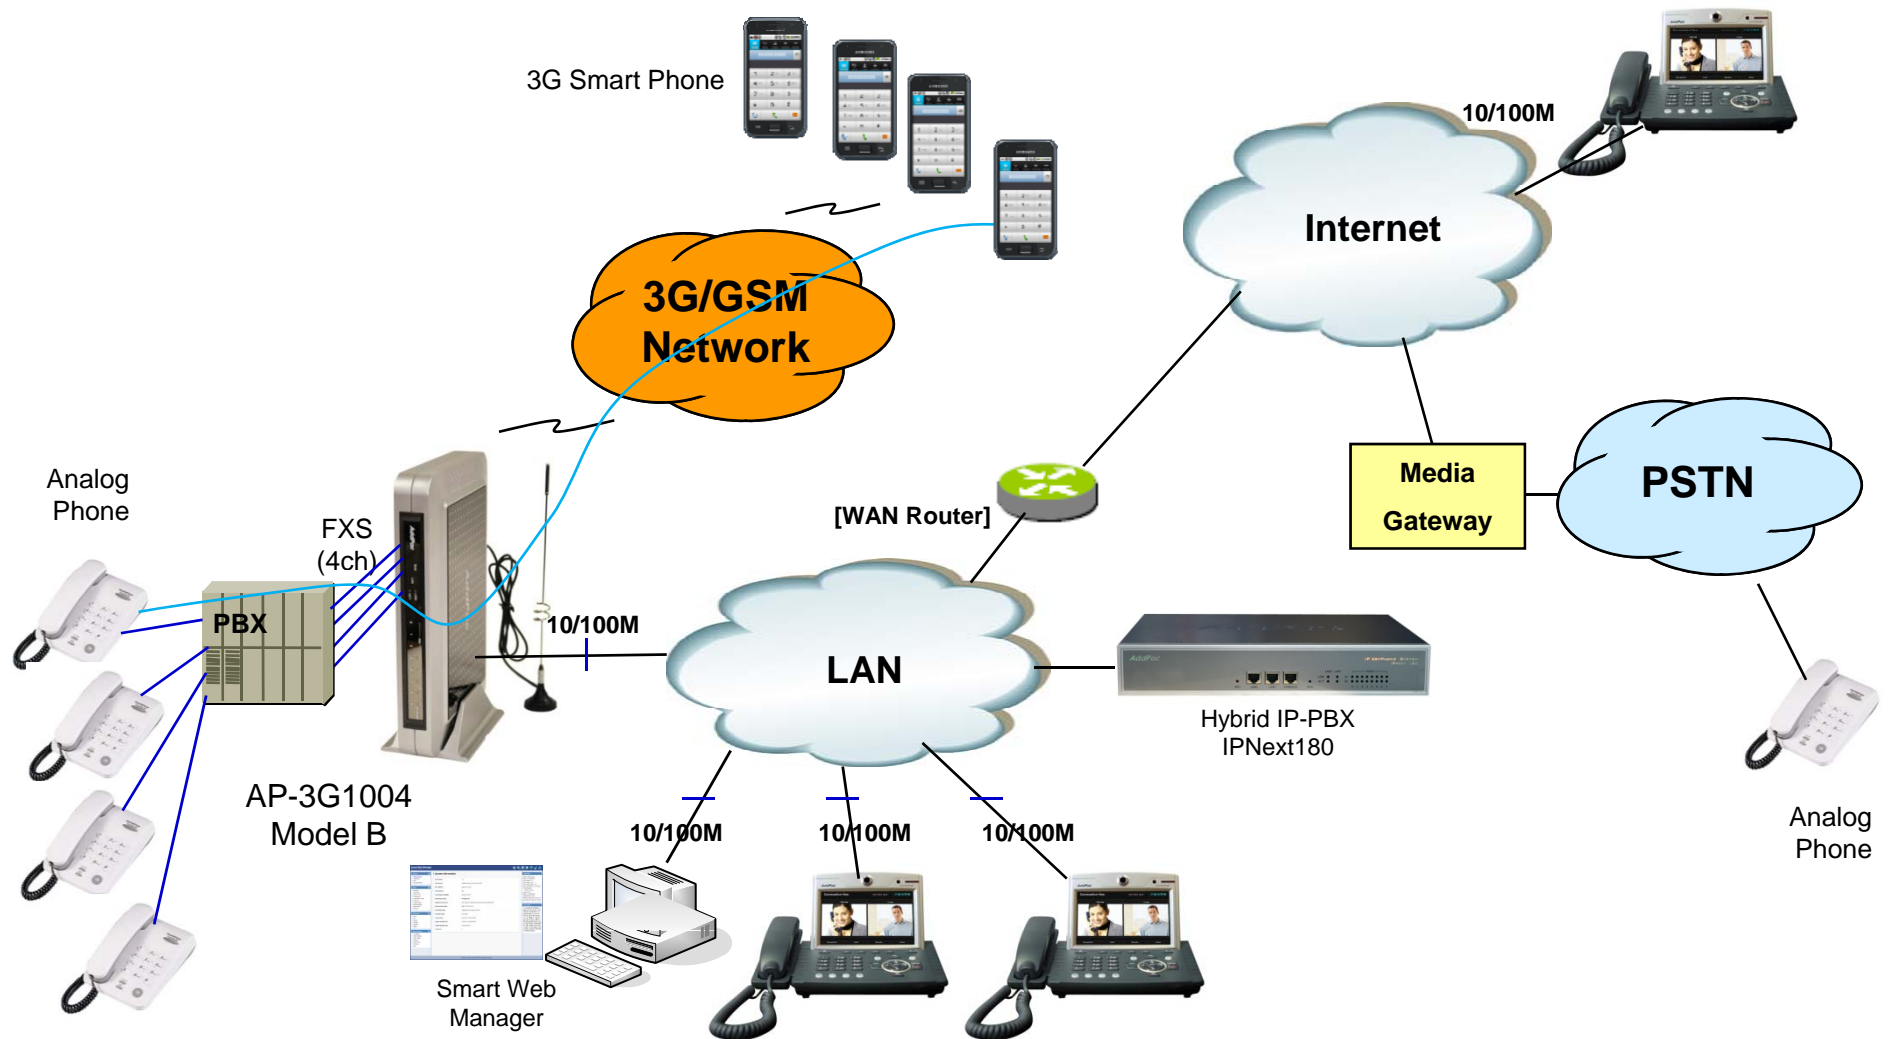 3G Smart Phone
10/100M
Internet
3G/GSM
Network
Analog
Phone
FXS
(4ch)
[WAN Router]
Media
Gateway
PSTN
PBX
10/100M
LAN
AddPac
Hybrid IP-PBX
IPNext180
AP-3G1004
Model B
10/100M
10/100M
10/100M
Analog
Phone
Smart Web
Manager